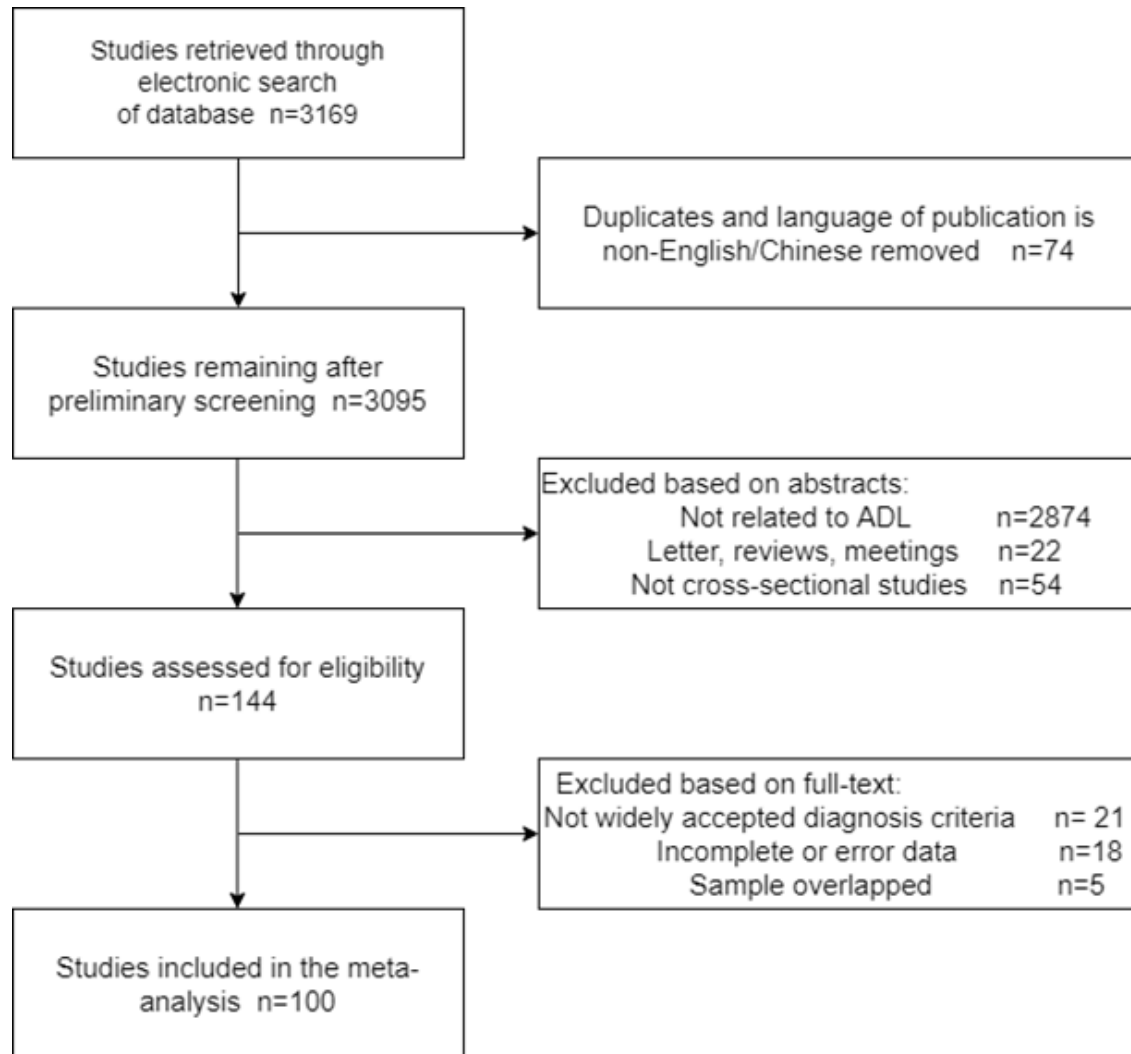 Studies retrieved through
electronic search
of database n=3169
Duplicates and language of publication is
non-English/Chinese removed n=74
Studies remaining after
preliminary screening n=3095
Excluded based on abstracts:
Not related to ADL n=2874
Letter, reviews, meetings n=22
Not cross-sectional studies n=54
Studies assessed for eligibility
n=144
Excluded based on full-text:
Not widely accepted diagnosis criteria n= 21
Incomplete or error data n=18
Sample overlapped n=5
Studies included in the meta-
analysis n=100